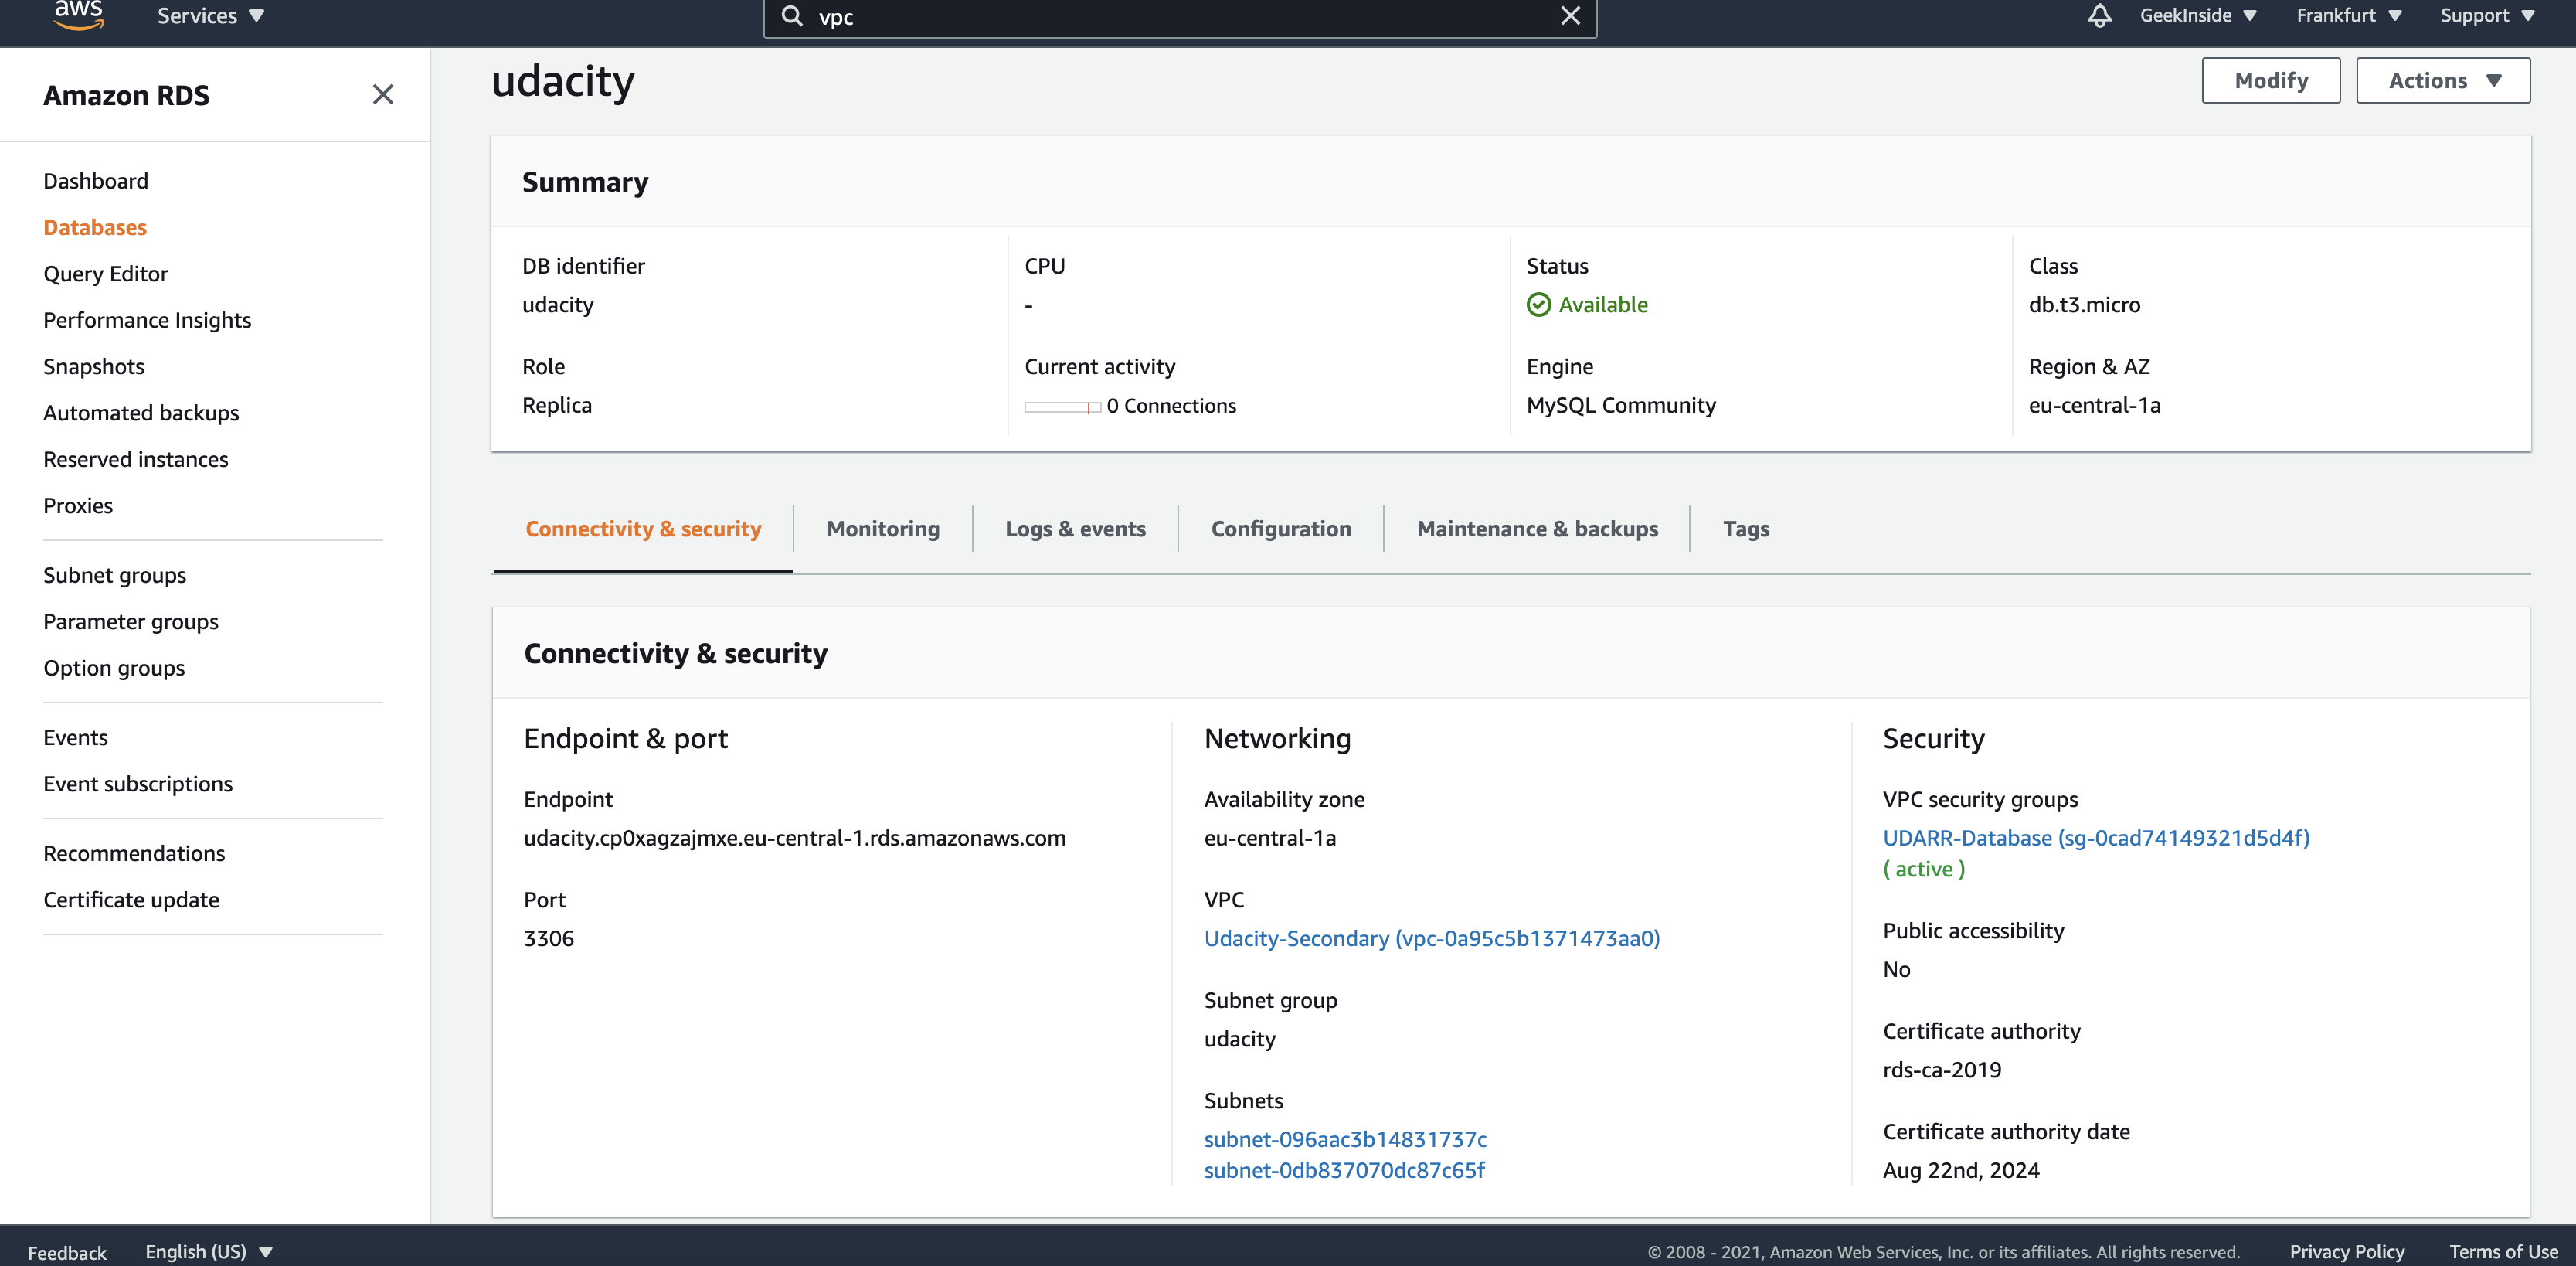 aws
Services
vpc
GeekInside
Frankfurt
Support
Amazon RDS
Dashboard
Databases
Query Editor
Performance Insights
Snapshots
Automated backups
Reserved instances
Proxies
Subnet groups
Parameter groups
Option groups
Events
Event subscriptions
Recommendations
Certificate update
udacity
Modify
Actions
Summary
DB identifier
udacity
CPU
-
Status
Available
Class
db.t3.micro
Role
Replica
Current activity
0 Connections
Engine
MySQL Community
Region & AZ
eu-central-1a
Connectivity & security
Monitoring
Logs & events
Configuration
Maintenance & backups
Tags
Connectivity & security
Endpoint & port
Endpoint
udacity.cp0xagzajmxe.eu-central-1.rds.amazonaws.com
Port
3306
Networking
Availability zone
eu-central-1a
VPC
Udacity-Secondary (vpc-0a95c5b1371473aa0)
Subnet group
udacity
Subnets
subnet-096aac3b14831737c
subnet-0db837070dc87c65f
Security
VPC security groups
UDARR-Database (sg-0cad74149321d5d4f)
( active )
Public accessibility
No
Certificate authority
rds-ca-2019
Certificate authority date
Aug 22nd, 2024
Feedback
English (US)
© 2008 - 2021, Amazon Web Services, Inc. or its affiliates. All rights reserved.
Privacy Policy
Terms of Use